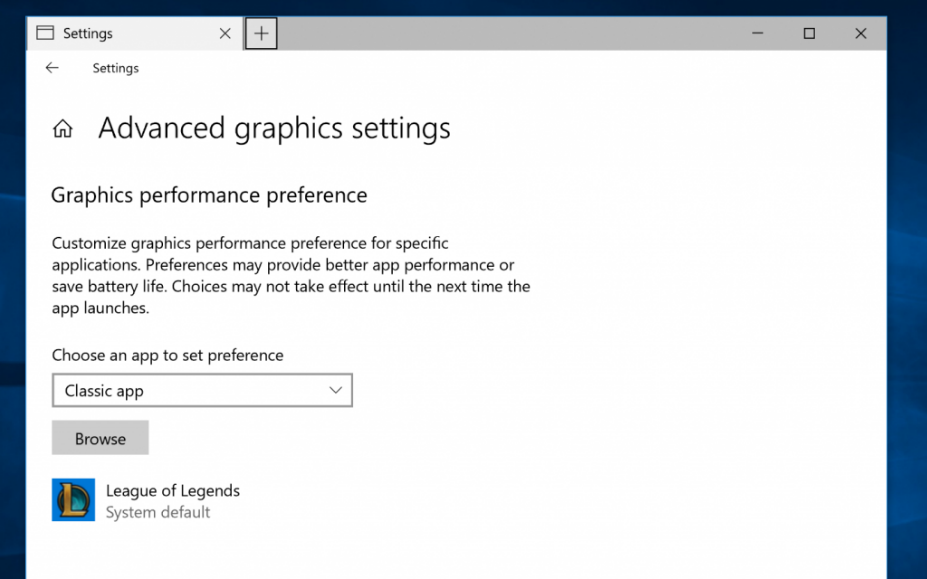 Settings
Settings
Advanced graphics settings
Graphics performance preference
Customize graphics performance preference for specific
applications. Preferences may provide better app performance or
save battery life. Choices may not take effect until the next time the
app launches.
Choose an app to set preference
Classic app
Browse
League of Legends
System default